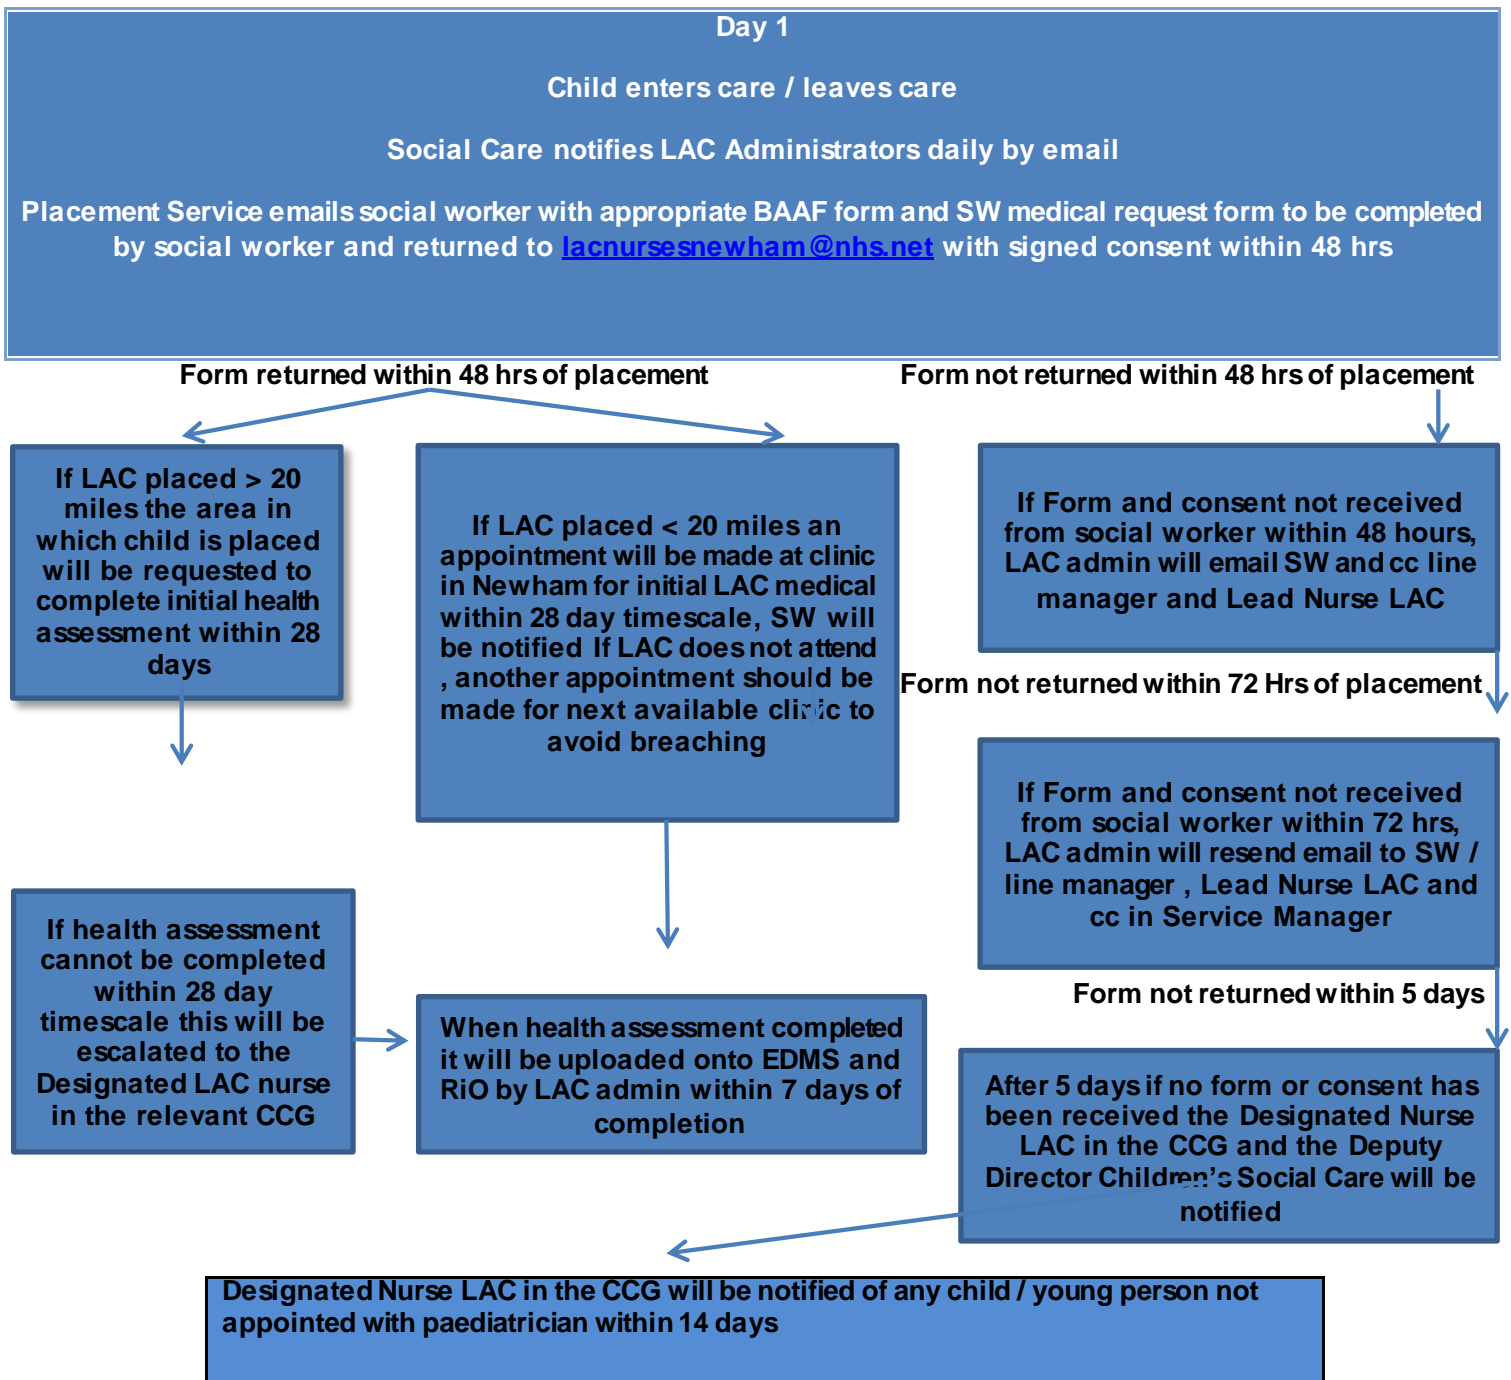 Day 1
Child enters care / leaves care
Social Care notifies LAC Administrators daily by email
Placement Service emails social worker with appropriate BAAF form and SW medical request form to be completed
by social worker and returned to lacnursesnewham@nhs.net with signed consent within 48 hrs
Form returned within 48 hrs of placement
Form not returned within 48 hrs of placement
If LAC placed > 20
miles the area in
which child is placed
will be requested to
complete initial health
assessment within 28
days
If LAC placed < 20 miles an
appointment will be made at clinic
in Newham for initial LAC medical
within 28 day timescale, SW will
be notified If LAC does not attend
, another appointment should be
made for next available clinic to
avoid breaching
If Form and consent not received
from social worker within 48 hours,
LAC admin will email SW and cc line
manager and Lead Nurse LAC
Form not returned within 72 Hrs of placement
If Form and consent not received
from social worker within 72 hrs,
LAC admin will resend email to SW /
line manager , Lead Nurse LAC and
cc in Service Manager
If health assessment
cannot be completed
within 28 day
timescale this will be
escalated to the
Designated LAC nurse
in the relevant CCG
When health assessment completed
it will be uploaded onto EDMS and
RiO by LAC admin within 7 days of
completion
Form not returned within 5 days
After 5 days if no form or consent has
been received the Designated Nurse
LAC in the CCG and the Deputy
Director Children's Social Care will be
notified
Designated Nurse LAC in the CCG will be notified of any child / young person not
appointed with paediatrician within 14 days